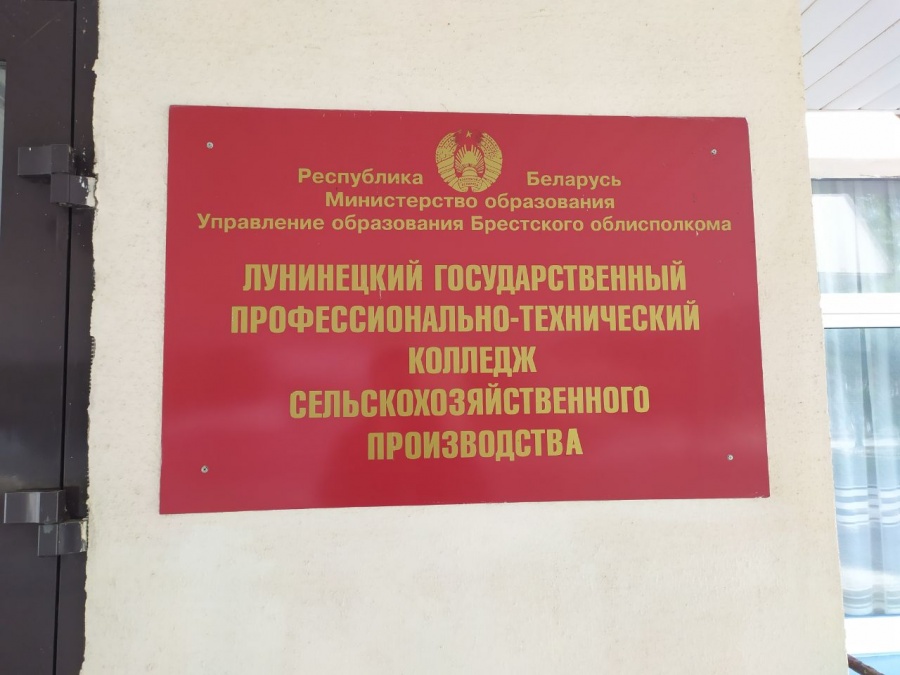 Республика Беларусь
Министерство образования
Управление образования Брестского облисполкома
ЛУНИНЕЦКИЙ ГОСУДАРСТВЕННЫЙ
ПРОФЕССИОНАЛЬНО-ТЕХНИЧЕСКИЙ
КОЛЛЕДЖ
СЕЛЬСКОХОЗЯЙСТВЕННОГО
ПРОИЗВОДСТВА